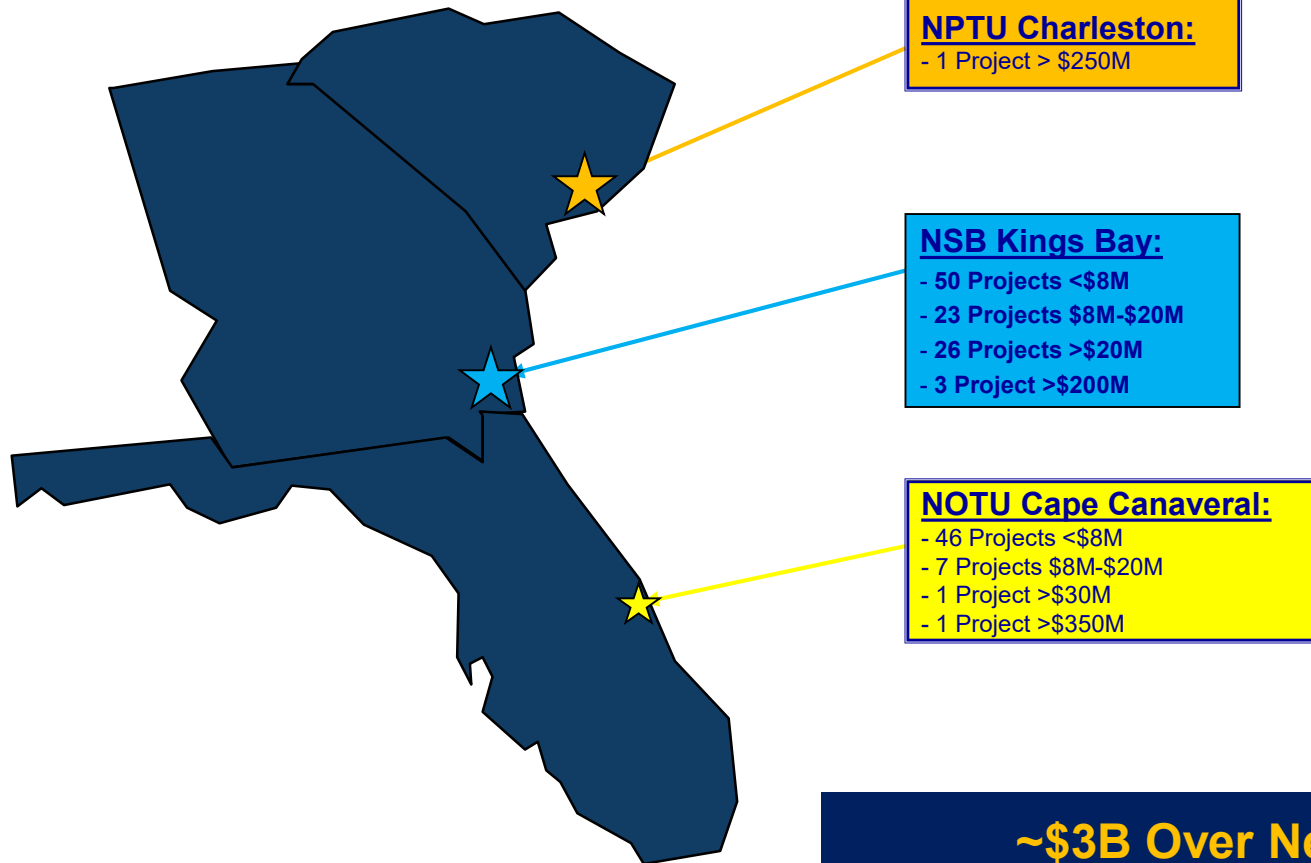 NPTU Charleston:
- 1 Project > $250M
NSB Kings Bay:
- 50 Projects <$8M
- 23 Projects $8M-$20M
- 26 Projects >$20M
- 3 Project >$200M
NOTU Cape Canaveral:
- 46 Projects <$8M
- 7 Projects $8M-$20M
- 1 Project >$30M
- 1 Project >$350M
~$3B Over